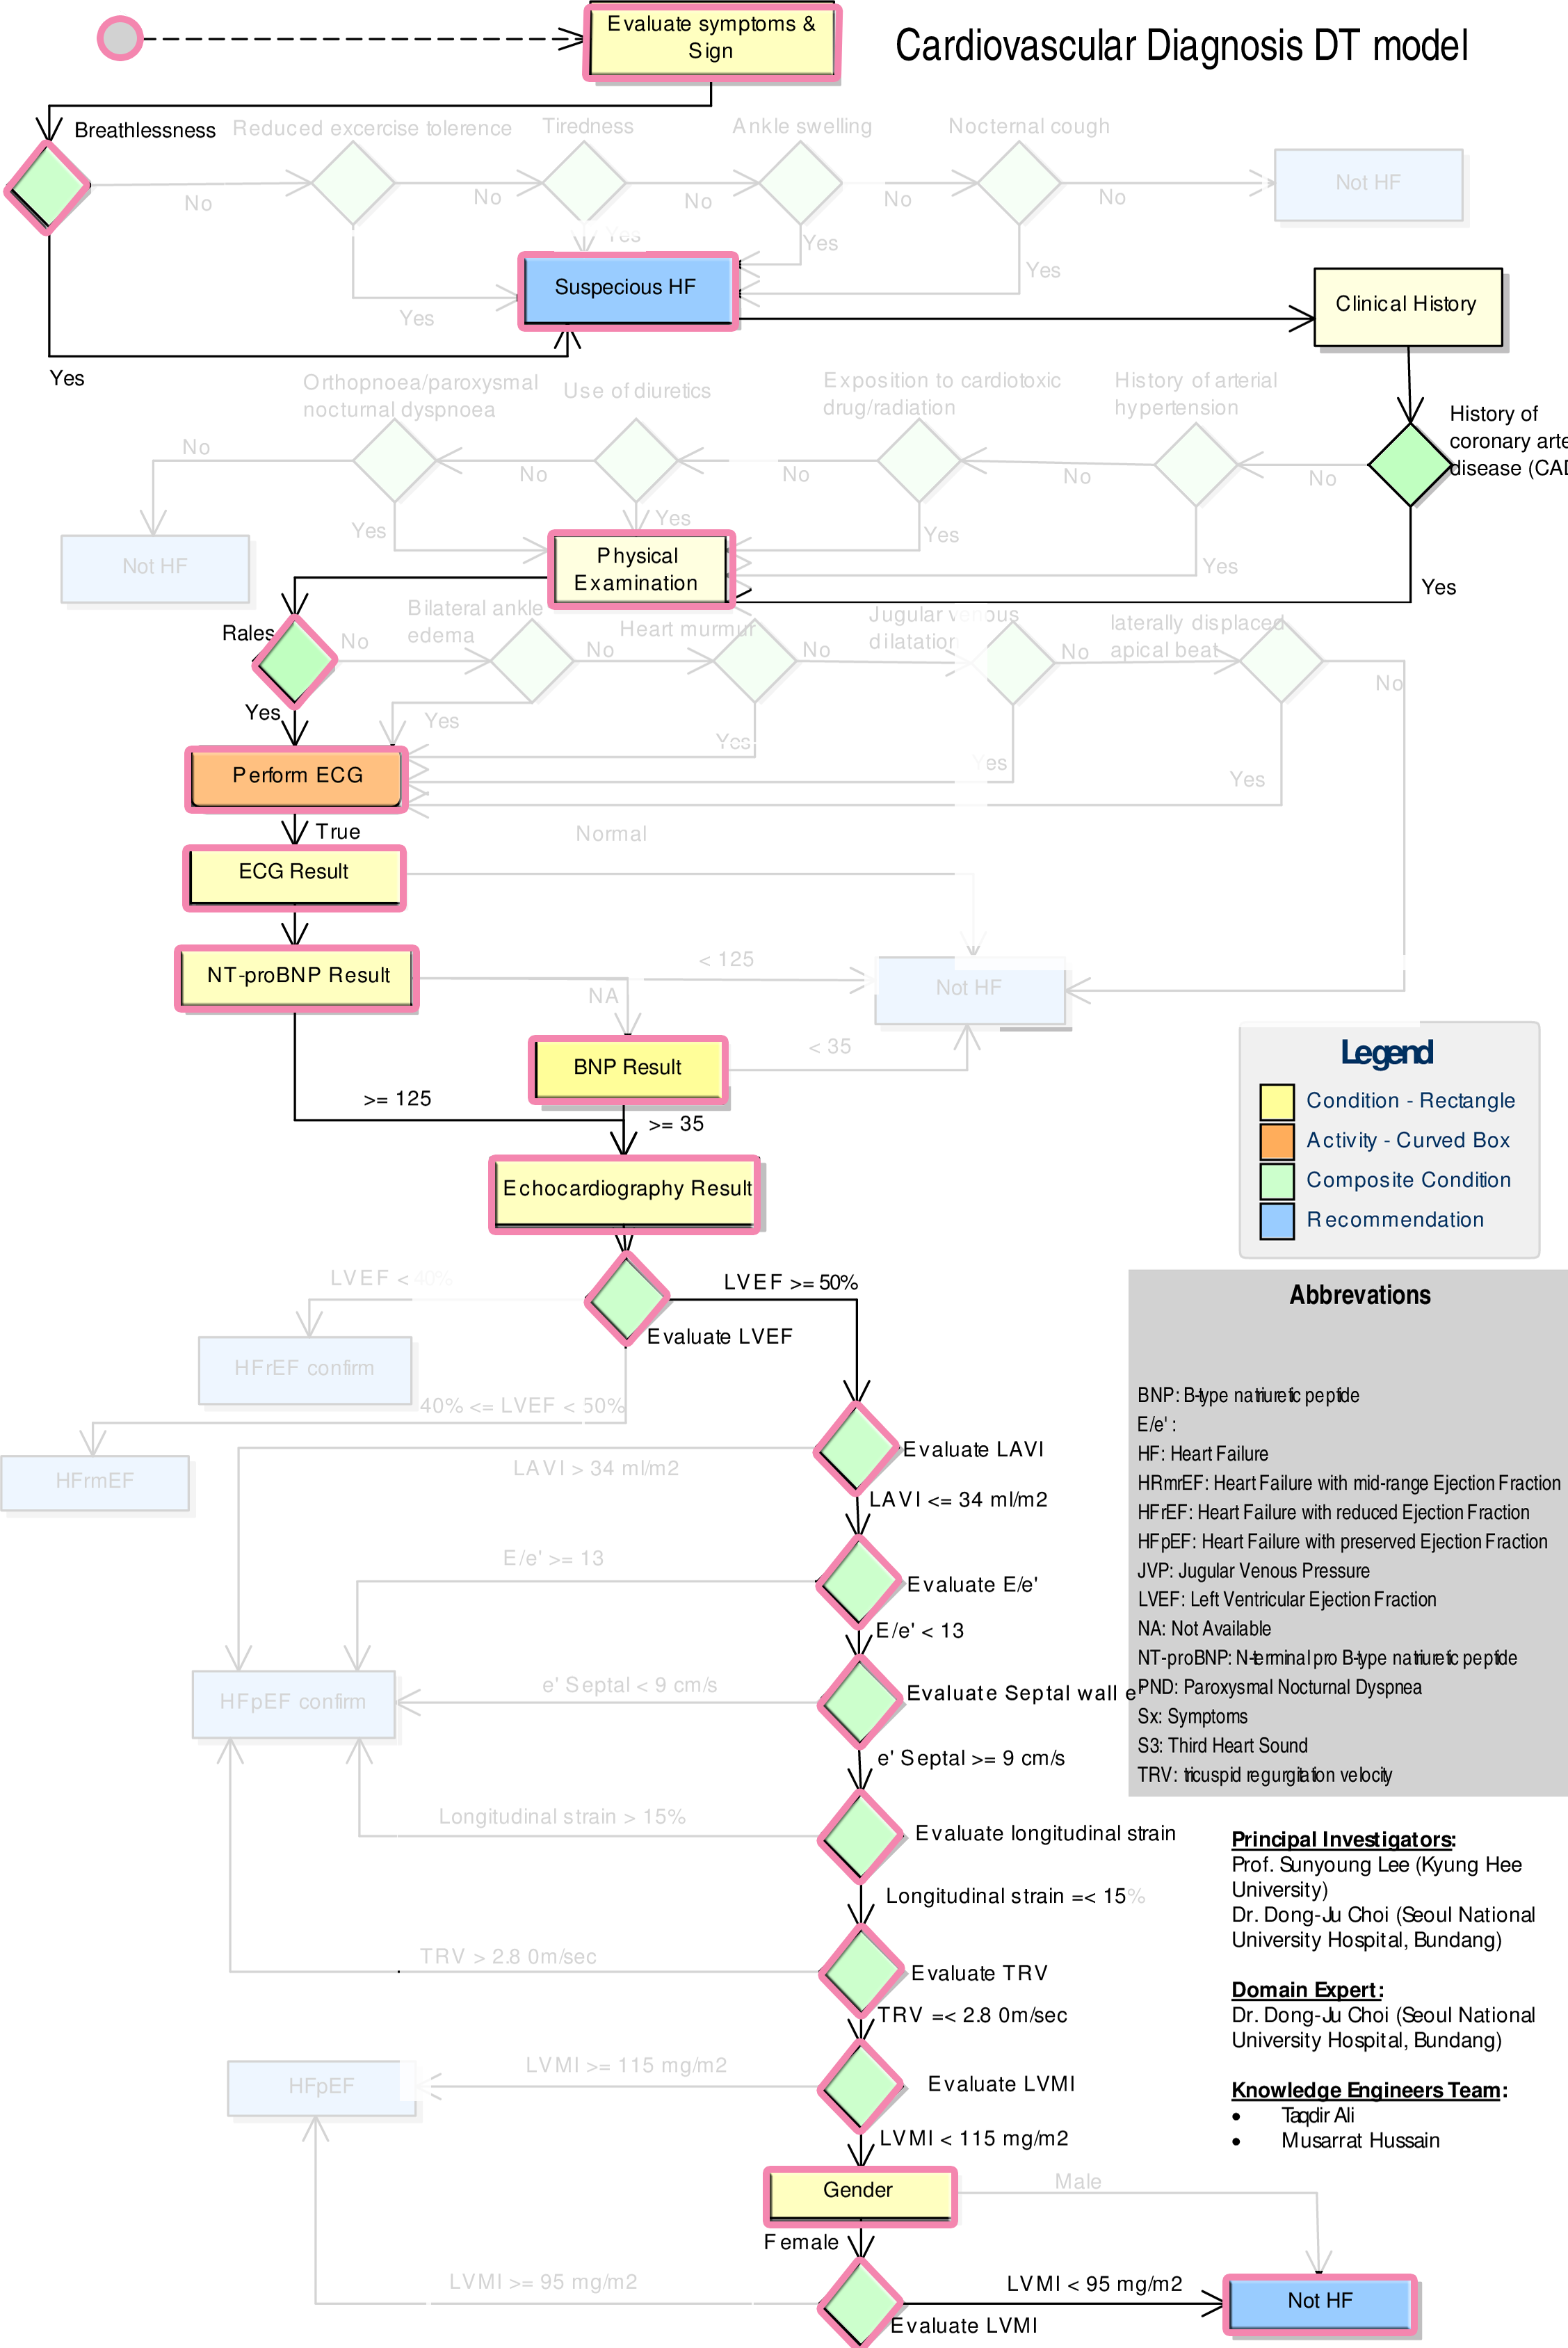 Evaluate symptoms &
Sign
Cardiovascular Diagnosis DT model
Breathlessness
Reduced excercise tolerence
Tiredness
Ankle swelling
Nocternal cough
No
No
No
No
No
Not HF
Yes
Yes
Yes
Yes
Yes
Suspecious HF
Clinical History
Orthopnoea/paroxysmal
nocturnal dyspnoea
Use of diuretics
Exposition to cardiotoxic
drug/radiation
History of arterial
hypertension
History of
coronary arte
disease (CAD
No
No
No
No
No
Yes
Yes
Yes
Yes
Yes
Not HF
Physical
Examination
Rales
Bilateral ankle
edema
Heart murmur
Jugular venous
dilatation
laterally displaced
apical beat
No
No
No
No
No
Yes
Yes
Yes
Yes
Yes
Perform ECG
True
Normal
ECG Result
NT-proBNP Result
< 125
NA
Not HF
BNP Result
< 35
>= 125
>= 35
Echocardiography Result
Legend
Condition - Rectangle
Activity - Curved Box
Composite Condition
Recommendation
LVEF < 40%
LVEF >= 50%
Evaluate LVEF
HFrEF confirm
40% <= LVEF < 50%
HFrmEF
Evaluate LAVI
LAVI > 34 ml/m2
LAVI <= 34 ml/m2
E/e' >= 13
Evaluate E/e'
E/e' < 13
HFpEF confirm
e' Septal < 9 cm/s
Evaluate Septal wall e'
e' Septal >= 9 cm/s
Longitudinal strain > 15%
Evaluate longitudinal strain
Longitudinal strain =< 15%
TRV > 2.8 0m/sec
Evaluate TRV
TRV =< 2.8 0m/sec
HFpEF
LVMI >= 115 mg/m2
Evaluate LVMI
LVMI < 115 mg/m2
Gender
Male
Female
LVMI >= 95 mg/m2
LVMI < 95 mg/m2
Evaluate LVMI
Not HF
Abbrevations
BNP: B-type natriuretic peptide
E/e' :
HF: Heart Failure
HRmrEF: Heart Failure with mid-range Ejection Fraction
HFrEF: Heart Failure with reduced Ejection Fraction
HFpEF: Heart Failure with preserved Ejection Fraction
JVP: Jugular Venous Pressure
LVEF: Left Ventricular Ejection Fraction
NA: Not Available
NT-proBNP: N-terminal pro B-type natriuretic peptide
PND: Paroxysmal Nocturnal Dyspnea
Sx: Symptoms
S3: Third Heart Sound
TRV: tricuspid regurgitation velocity
Principal Investigators:
Prof. Sunyoung Lee (Kyung Hee
University)
Dr. Dong-Ju Choi (Seoul National
University Hospital, Bundang)
Domain Expert:
Dr. Dong-Ju Choi (Seoul National
University Hospital, Bundang)
Knowledge Engineers Team:
• Taqdir Ali
• Musarrat Hussain